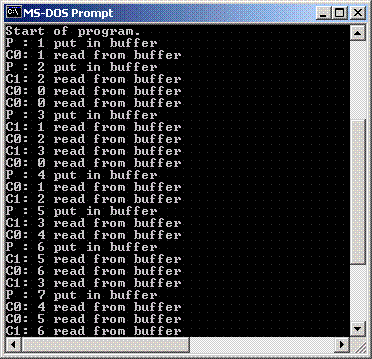 MS-DOS Prompt
Start of program.
P : 1 put in buffer
C0: 1 read from buffer
P : 2 put in buffer
C1: 2 read from buffer
C0: 0 read from buffer
C0: 0 read from buffer
P : 3 put in buffer
C1: 1 read from buffer
C0: 2 read from buffer
C1: 3 read from buffer
C0: 0 read from buffer
P : 4 put in buffer
C0: 1 read from buffer
C1: 2 read from buffer
P : 5 put in buffer
C1: 3 read from buffer
C0: 4 read from buffer
P : 6 put in buffer
C1: 5 read from buffer
C0: 6 read from buffer
C1: 3 read from buffer
P : 7 put in buffer
C0: 4 read from buffer
C0: 5 read from buffer
C1: 6 read from buffer